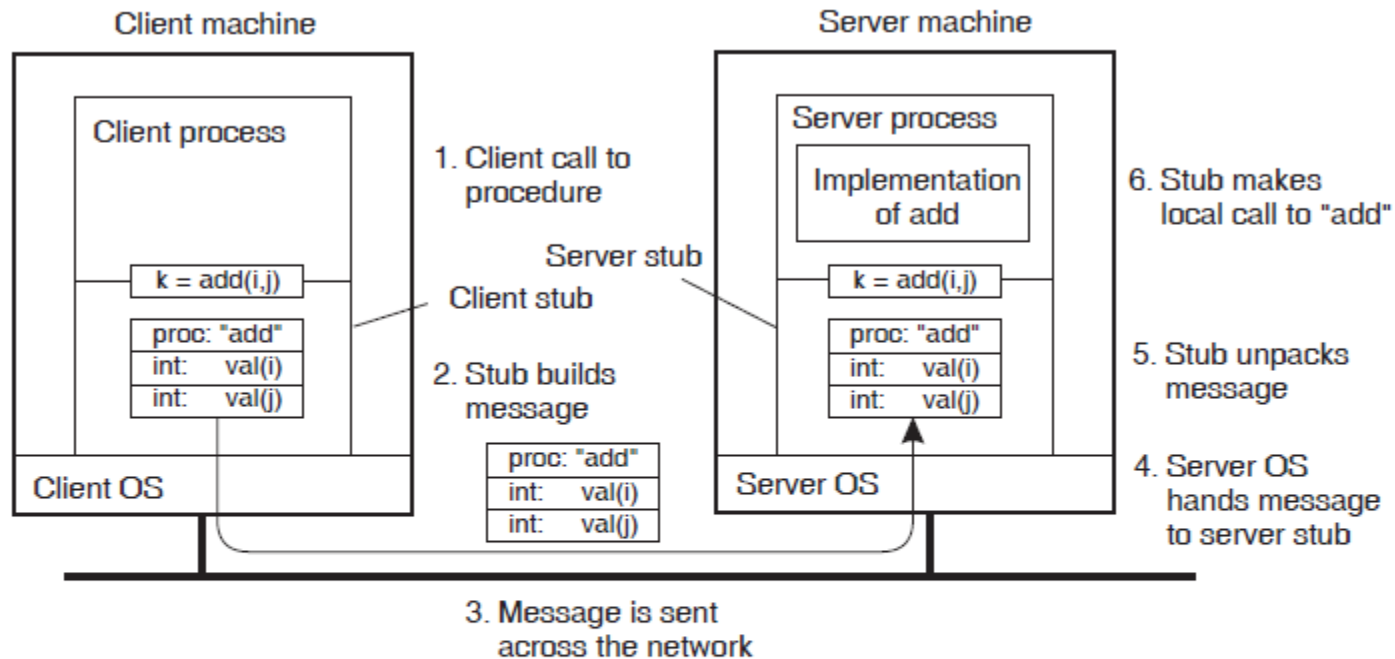 Client machine
Server machine
Client process
1. Client call to
procedure
Server process
Implementation
of add
6. Stub makes
local call to "add"
Server stub
k = add(i,j)
Client stub
k = add(i,j)
proc: "add"
int: val(i)
int: val(j)
2. Stub builds
message
proc: "add"
int: val(i)
int: val(j)
5. Stub unpacks
message
proc: "add"
int: val(i)
int: val(j)
Client OS
Server OS
4. Server OS
hands message
to server stub
3. Message is sent
across the network